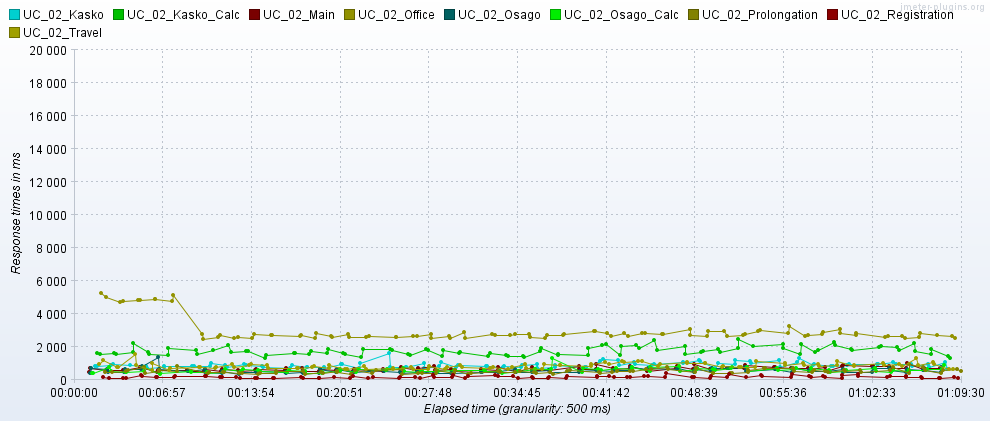 UC_02_Kasko UC_02_Kasko_Calc UC_02_Main UC_02_Office UC_02_Osago UC_02_Osago_Calc UC_02_Prolongation UC_02_Registration
jmeter-plugins.org
UC_02_Travel
20 000
18 000
16 000
14 000
12 000
10 000
8 000
6 000
4 000
2 000
0
Response times in ms
00:00:00 00:06:57 00:13:54 00:20:51 00:27:48 00:34:45 00:41:42 00:48:39 00:55:36 01:02:33 01:09:30
Elapsed time (granularity: 500 ms)